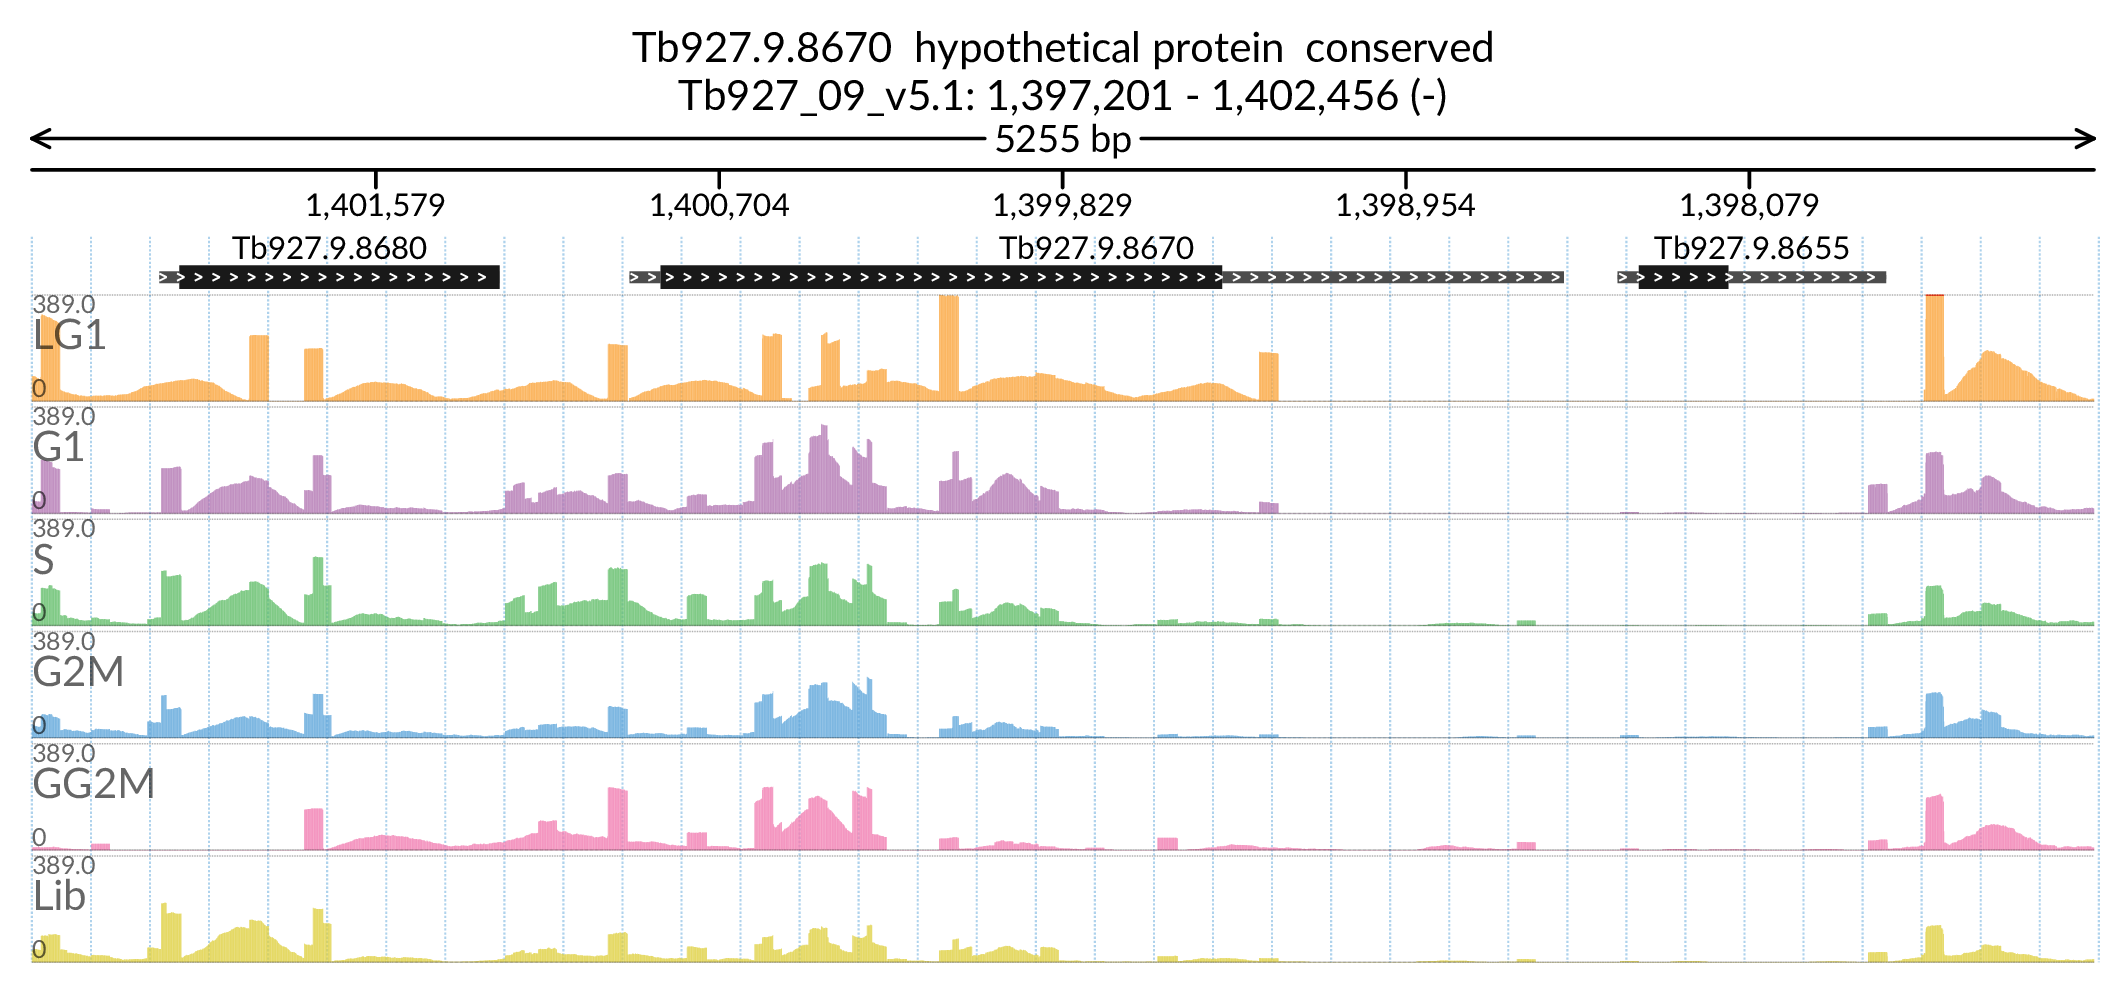 Tb927.9.8670 hypothetical protein conserved
Tb927_09_v5.1: 1,397,201 - 1,402,456 (-)
5255 bp
1,401,579 1,400,704 1,399,829 1,398,954 1,398,079
Tb927.9.8680 Tb927.9.8670 Tb927.9.8655
389.0
LG1
0
389.0
G1
0
389.0
S
0
389.0
G2M
0
389.0
GG2M
0
389.0
Lib
0